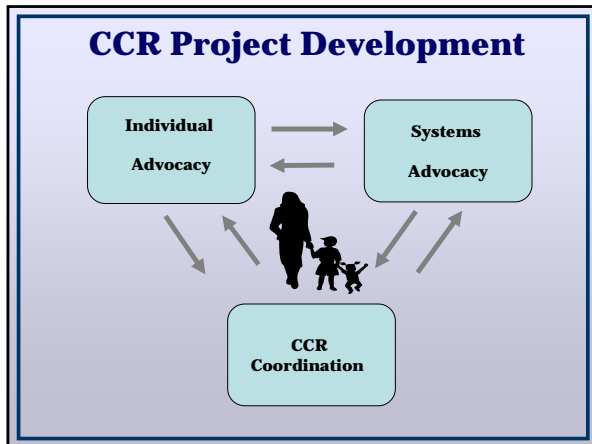 CCR Project Development
Individual
Advocacy
Systems
Advocacy
CCR
Coordination